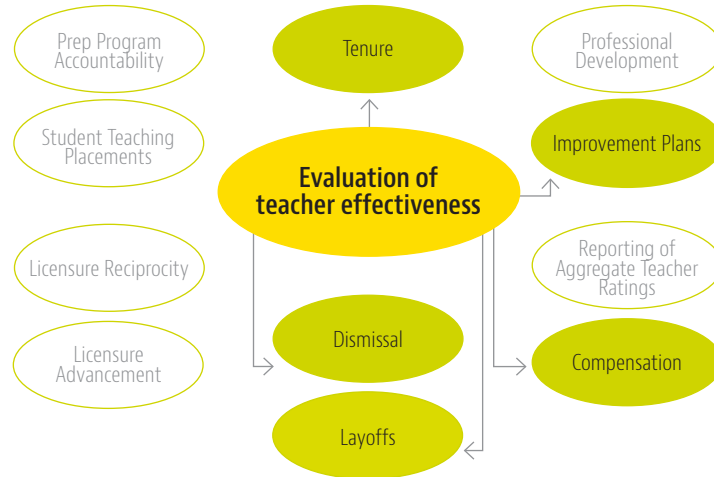 Prep Program
Accountability
Tenure
Professional
Development
Student Teaching
Placements
Improvement Plans
Evaluation of
teacher effectiveness
Licensure Reciprocity
Reporting of
Aggregate Teacher
Ratings
Dismissal
Licensure
Advancement
Compensation
Layoffs